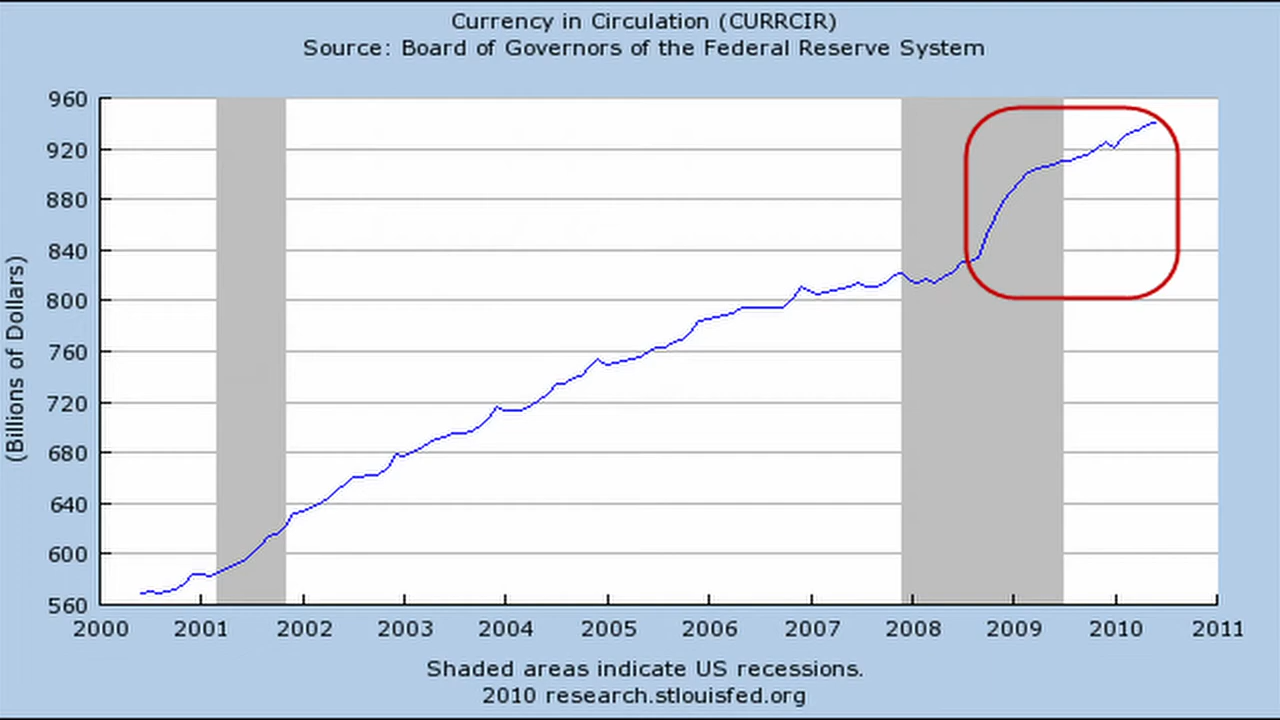 Currency in Circulation (CURRCIR)
Source: Board of Governors of the Federal Reserve System
960
920
880
840
800
760
720
680
640
600
560
(Billions of Dollars)
2000 2001 2002 2003 2004 2005 2006 2007 2008 2009 2010 2011
Shaded areas indicate US recessions.
2010 research.stlouisfed.org